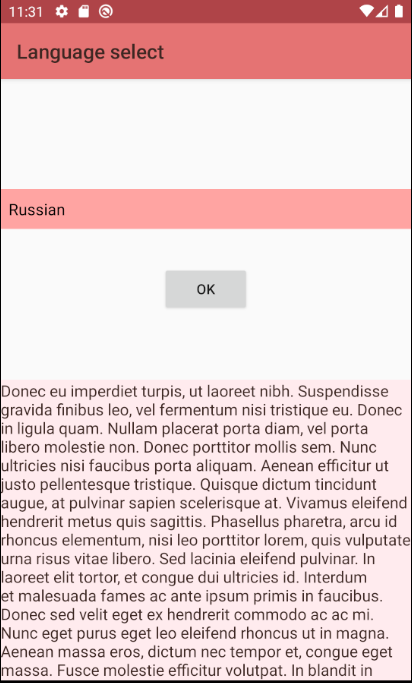 11:31
Language select
Russian
OK
Donec eu imperdiet turpis, ut laoreet nibh. Suspendisse
gravida finibus leo, vel fermentum nisi tristique eu. Donec
in ligula quam. Nullam placerat porta diam, vel porta
libero molestie non. Donec porttitor mollis sem. Nunc
ultricies nisi faucibus porta aliquam. Aenean efficitur ut
justo pellentesque tristique. Quisque dictum tincidunt
augue, at pulvinar sapien scelerisque at. Vivamus eleifend
hendrerit metus quis sagittis. Phasellus pharetra, arcu id
rhoncus elementum, nisi leo porttitor lorem, quis vulputate
urna risus vitae libero. Sed lacinia eleifend pulvinar. In
laoreet elit tortor, et congue dui ultricies id. Interdum
et malesuada fames ac ante ipsum primis in faucibus.
Donec sed velit eget ex hendrerit commodo ac ac mi.
Nunc eget purus eget leo eleifend rhoncus ut in magna.
Aenean massa eros, dictum nec tempor et, congue eget
massa. Fusce molestie efficitur volutpat. In blandit in